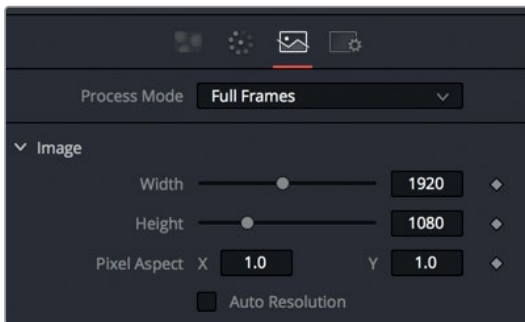 Process Mode Full Frames
Image
Width 1920
Height 1080
Pixel Aspect X 1.0 Y 1.0
Auto Resolution